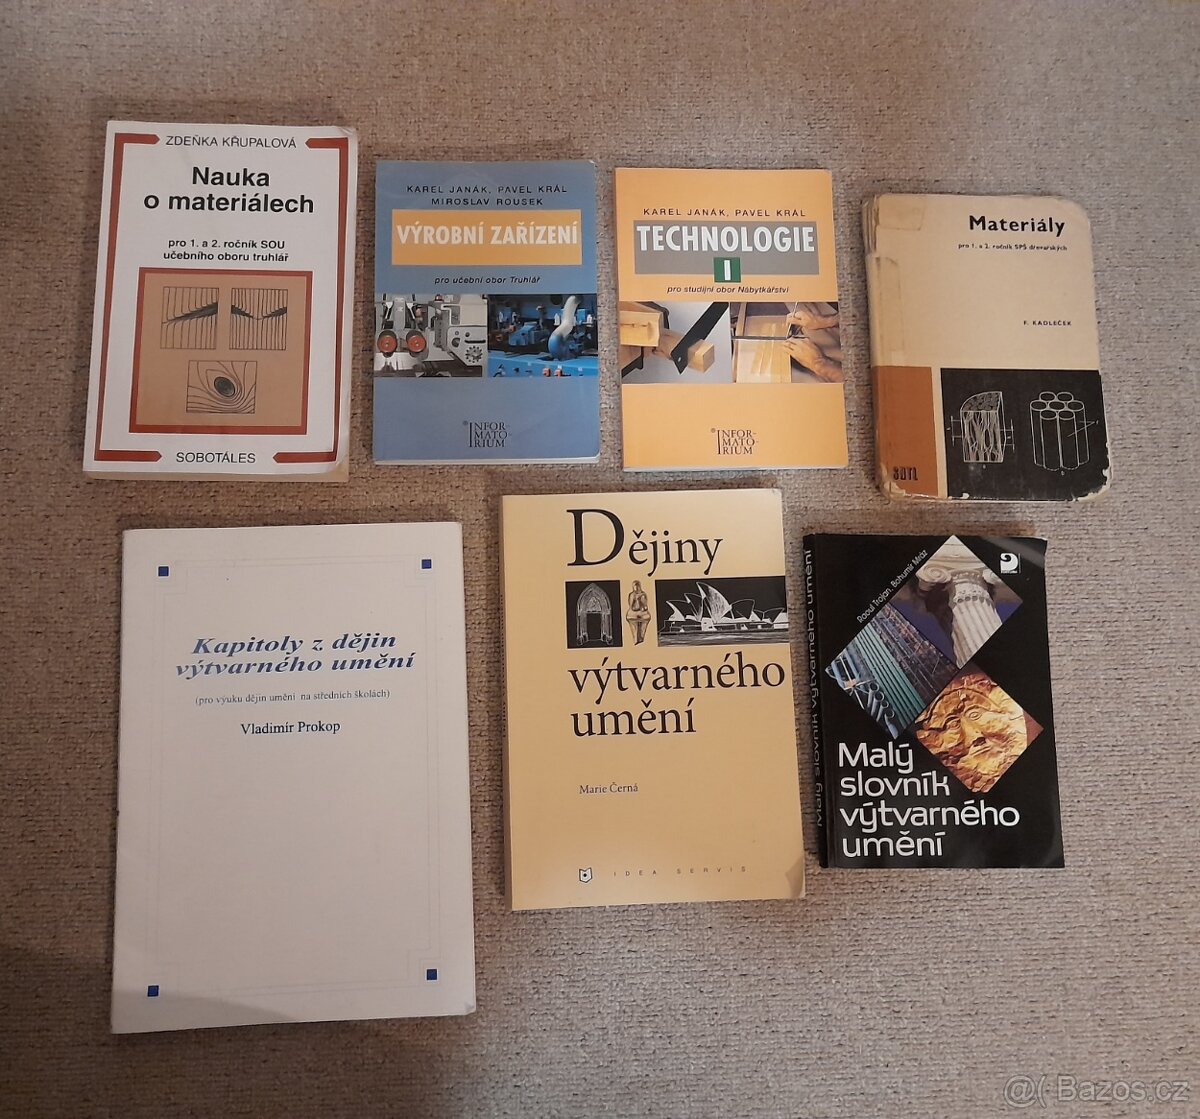 ZDEŇKA KŘUPALOVÁ
Nauka
o materiálech
pro 1. a 2. ročník SOU
učebního oboru truhlář
SOBOTÁLES
KAREL JANÁK, PAVEL KRÁL
MIROSLAV ROUSEK
VÝROBNÍ ZAŘÍZENÍ
pro učební obor Truhlář
INFOR-
MATO-
RIUM
KAREL JANÁK, PAVEL KRÁL
TECHNOLOGIE
I
pro studijní obor Nábytkářství
INFOR-
MATO-
RIUM
Materiály
pro 1. a 2. ročník SPŠ dřevařských
F. KADLEČEK
SNTL
Kapitoly z dějin
výtvarného umění
(pro výuku dějin umění na středních školách)
Vladimír Prokop
Dějiny
výtvarného
umění
Marie Černá
IDEA SERVIS
Malý slovník výtvarného umění
Raoul Trojan, Bohumír Mráz
Malý
slovník
výtvarného
umění
@( Bazos.cz